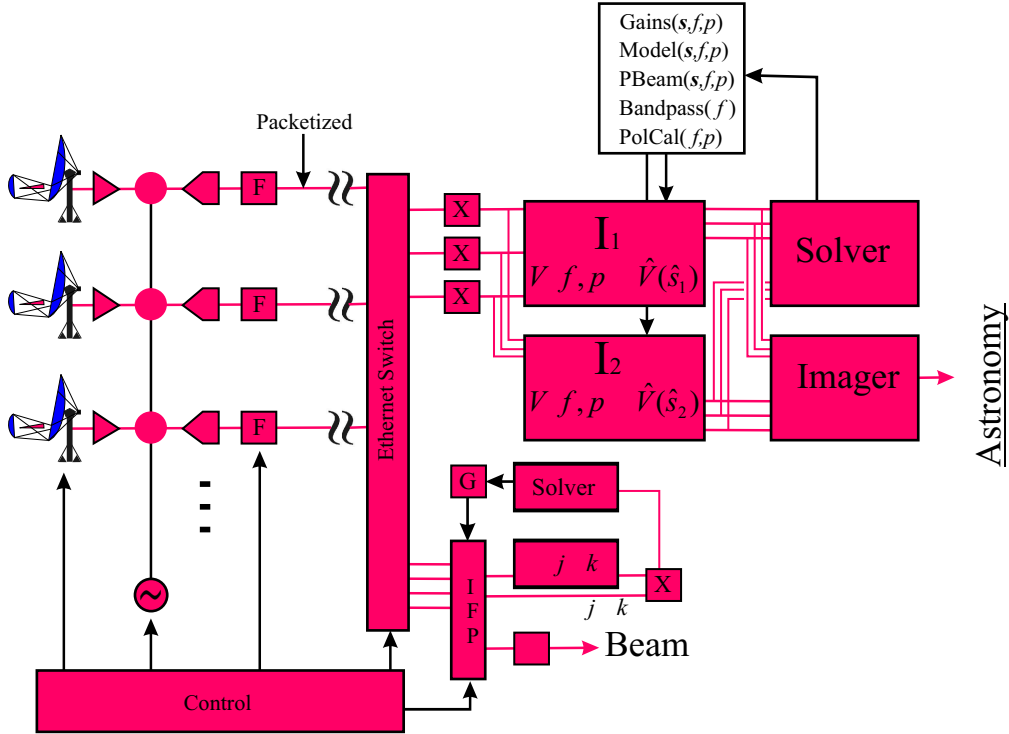 Gains(s,f,p)
Model(s,f,p)
PBeam(s,f,p)
Bandpass(f)
PolCal(f,p)
Packetized
F
F
F
Ethernet Switch
X
X
X
I1
V f, p V̂(ŝ1)
I2
V f, p V̂(ŝ2)
Solver
Imager
Astronomy
G
Solver
I
F
P
j k
X
j k
~
Beam
Control